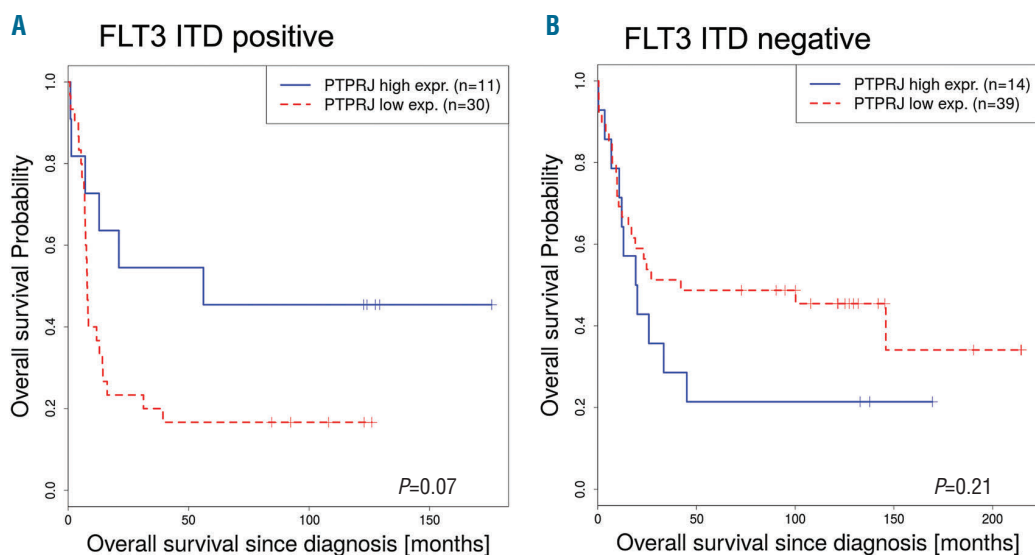 A
FLT3 ITD positive
PTPRJ high expr. (n=11)
PTPRJ low exp. (n=30)
Overall survival Probability
1.0
0.8
0.6
0.4
0.2
0.0
P=0.07
0 50 100 150
Overall survival since diagnosis [months]
B
FLT3 ITD negative
PTPRJ high expr. (n=14)
PTPRJ low exp. (n=39)
Overall survival Probability
1.0
0.8
0.6
0.4
0.2
0.0
P=0.21
0 50 100 150 200
Overall survival since diagnosis [months]